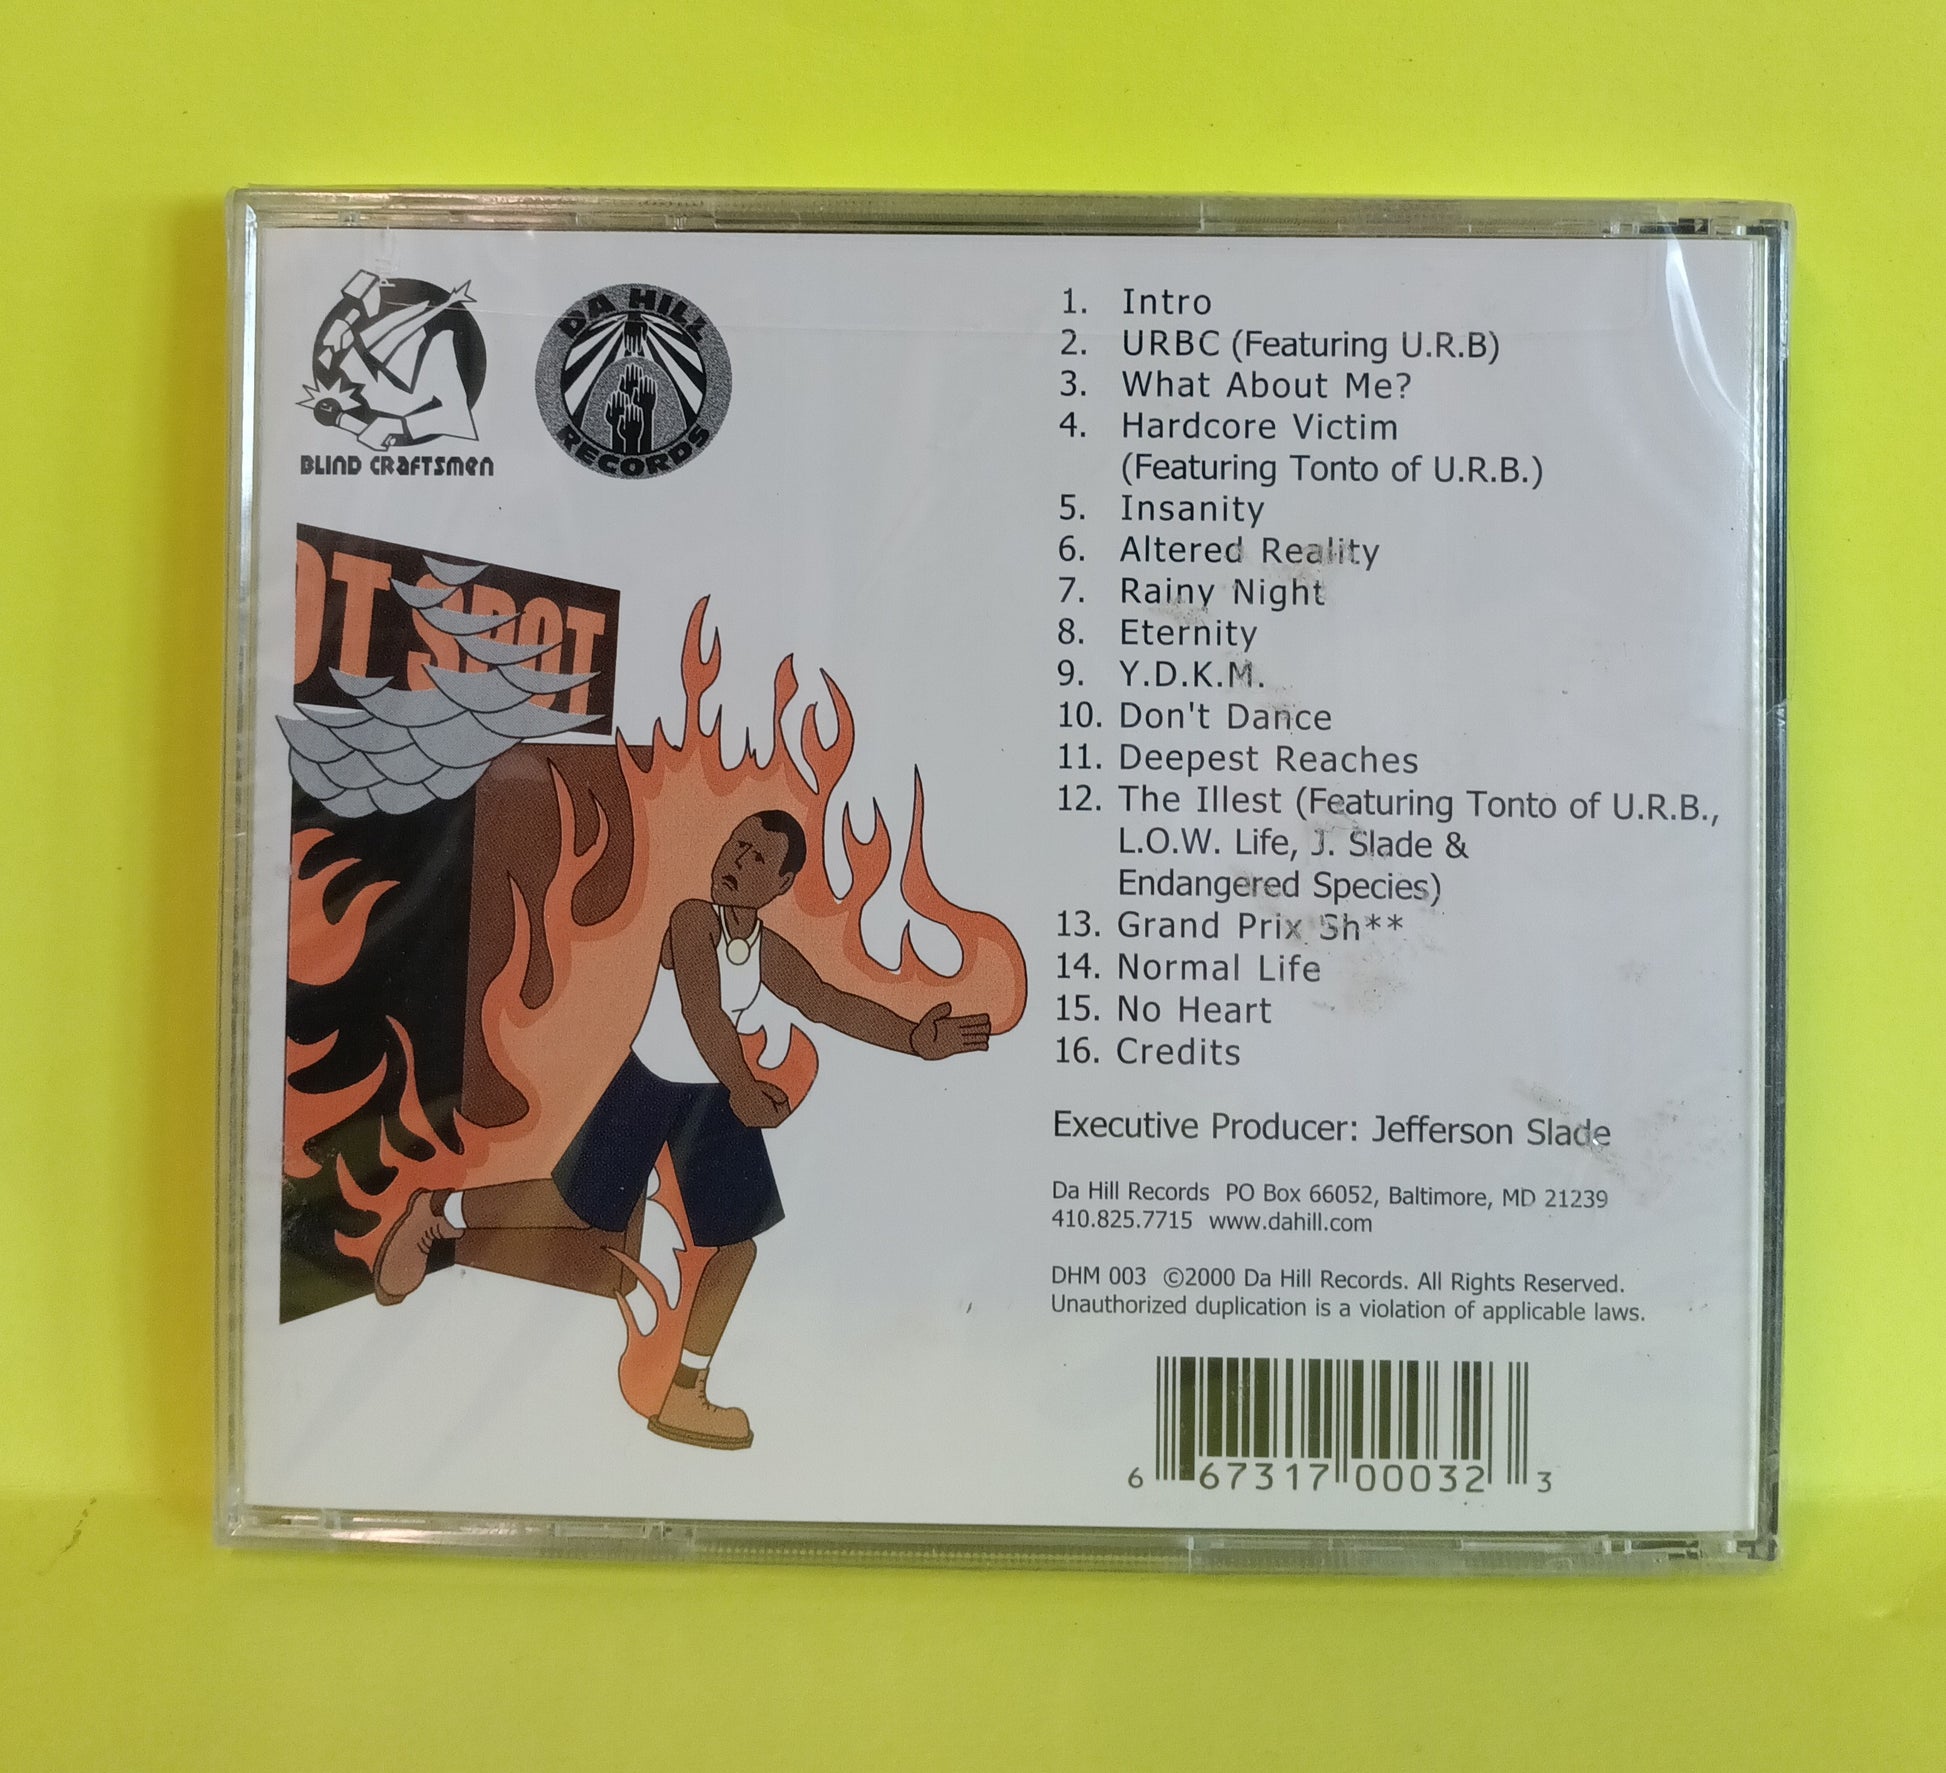 BLIND CRAFTSMEN
DA HILL
RECORDS
OT SPOT
1. Intro
2. URBC (Featuring U.R.B)
3. What About Me?
4. Hardcore Victim
(Featuring Tonto of U.R.B.)
5. Insanity
6. Altered Reality
7. Rainy Night
8. Eternity
9. Y.D.K.M.
10. Don't Dance
11. Deepest Reaches
12. The Illest (Featuring Tonto of U.R.B.,
L.O.W. Life, J. Slade &
Endangered Species)
13. Grand Prix Sh**
14. Normal Life
15. No Heart
16. Credits
Executive Producer: Jefferson Slade
Da Hill Records PO Box 66052, Baltimore, MD 21239
410.825.7715 www.dahill.com
DHM 003 ©2000 Da Hill Records. All Rights Reserved.
Unauthorized duplication is a violation of applicable laws.
6 67317 00032 3